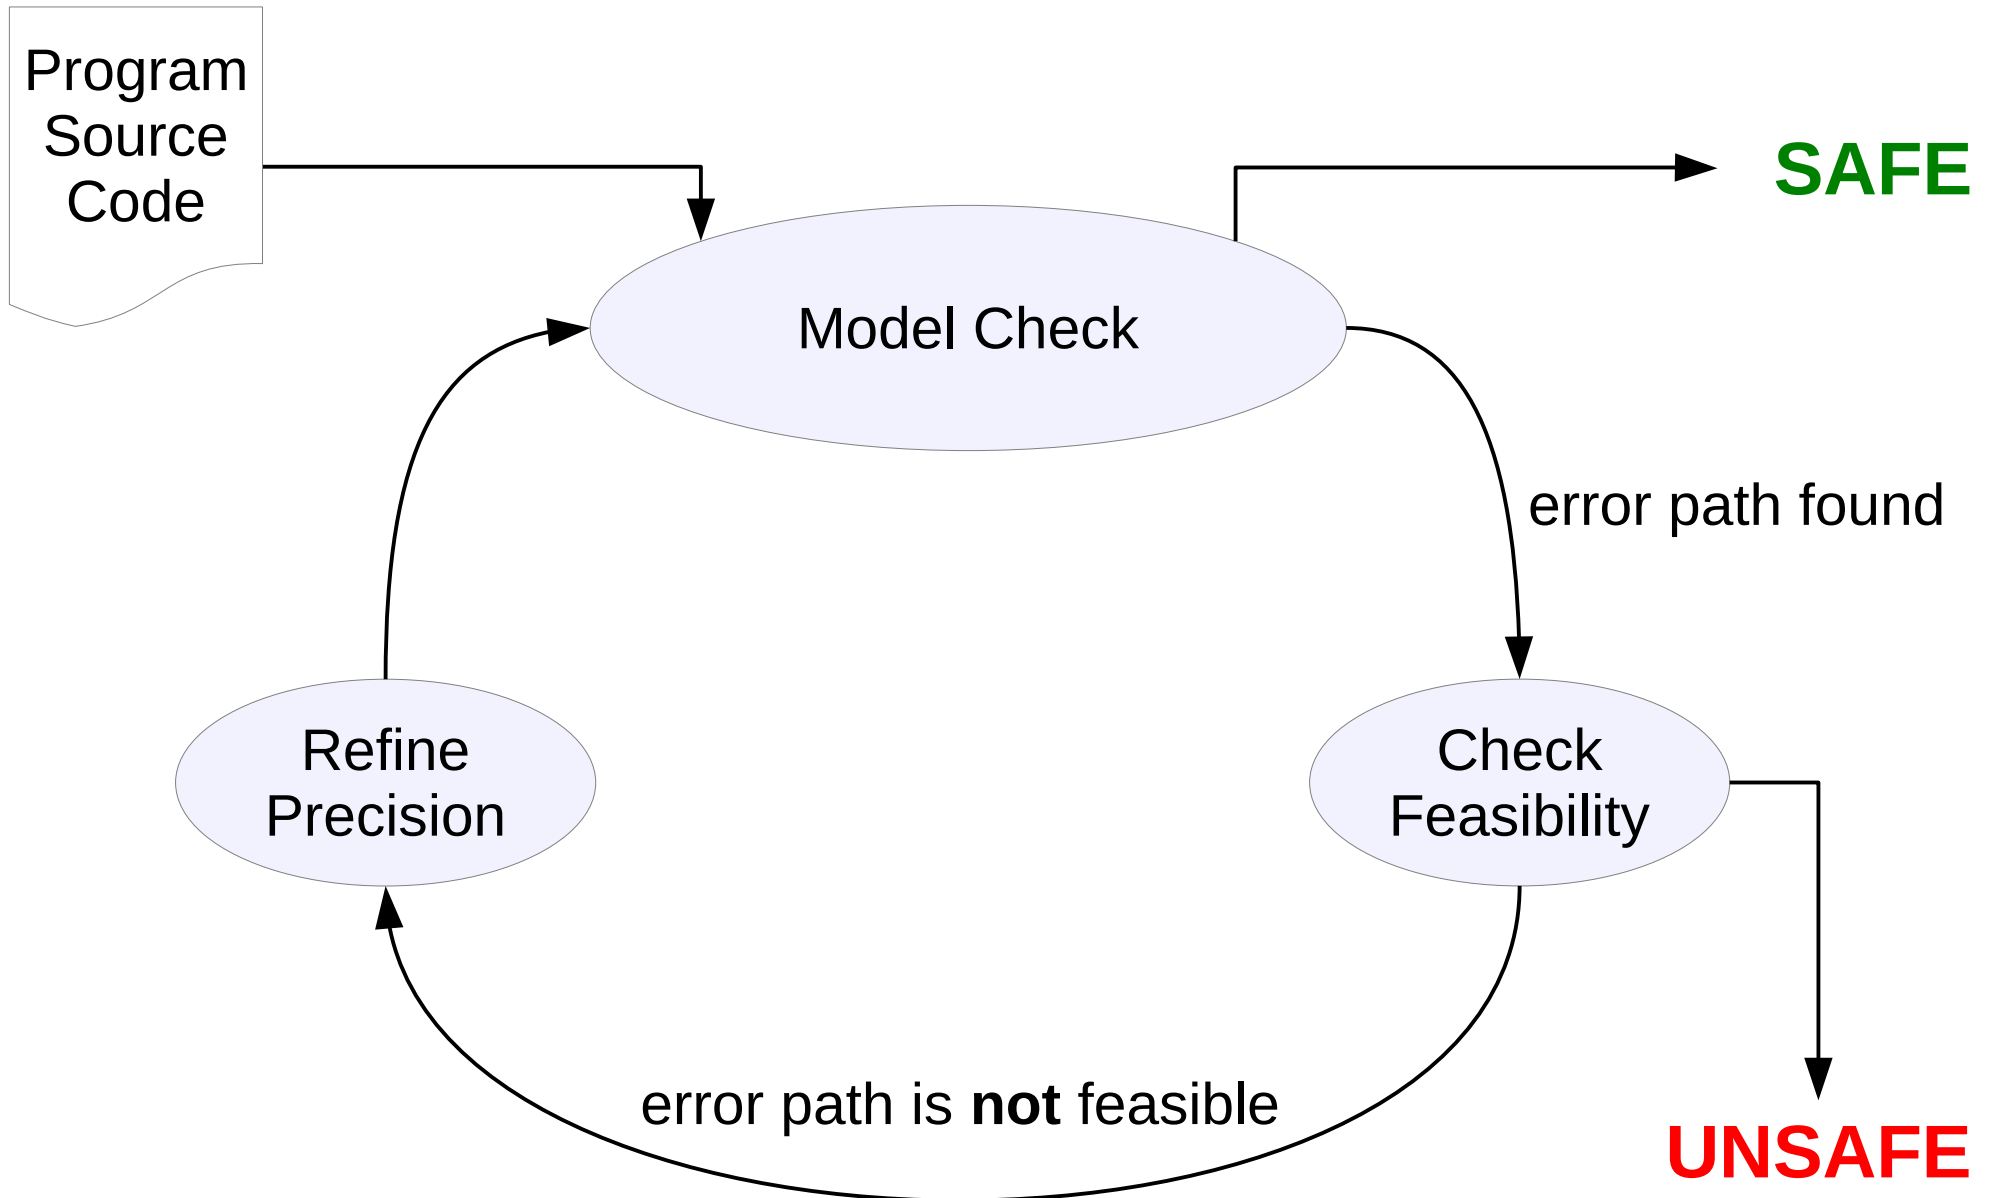 Program
Source
Code
SAFE
Model Check
error path found
Refine
Precision
Check
Feasibility
error path is not feasible
UNSAFE